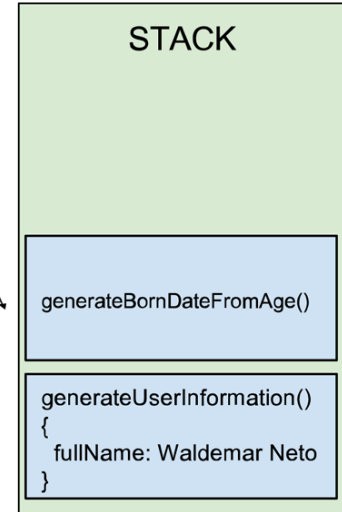 STACK
generateBornDateFromAge()
generateUserInformation()
{
fullName: Waldemar Neto
}